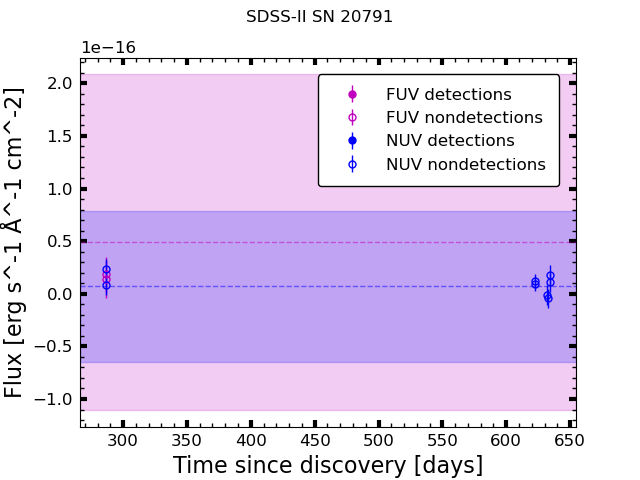 SDSS-II SN 20791
1e−16
2.0
1.5
1.0
0.5
0.0
−0.5
−1.0
Flux [erg s^-1 Å^-1 cm^-2]
FUV detections
FUV nondetections
NUV detections
NUV nondetections
300 350 400 450 500 550 600 650
Time since discovery [days]